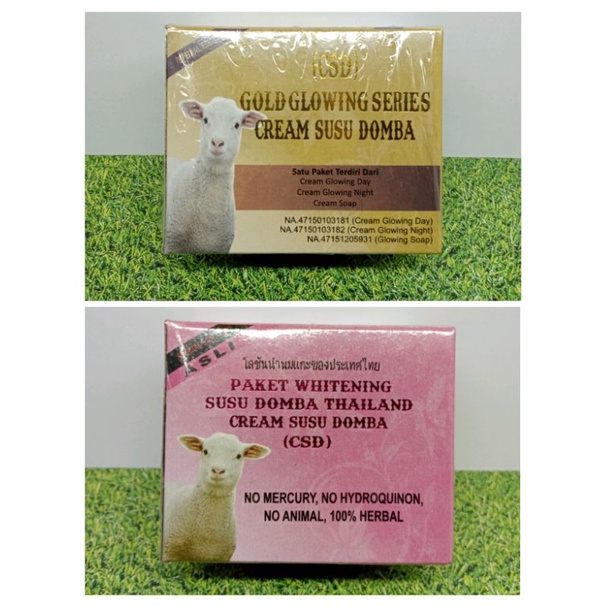 (CSD)
GOLD GLOWING SERIES
CREAM SUSU DOMBA
Satu Paket Terdiri Dari
Cream Glowing Day
Cream Glowing Night
Cream Soap
NA.47150103181 (Cream Glowing Day)
NA.47150103182 (Cream Glowing Night)
NA.47151205931 (Glowing Soap)
ASLI
โลชั่นน้ำนมแกะของประเทศไทย
PAKET WHITENING
SUSU DOMBA THAILAND
CREAM SUSU DOMBA
(CSD)
NO MERCURY, NO HYDROQUINON,
NO ANIMAL, 100% HERBAL